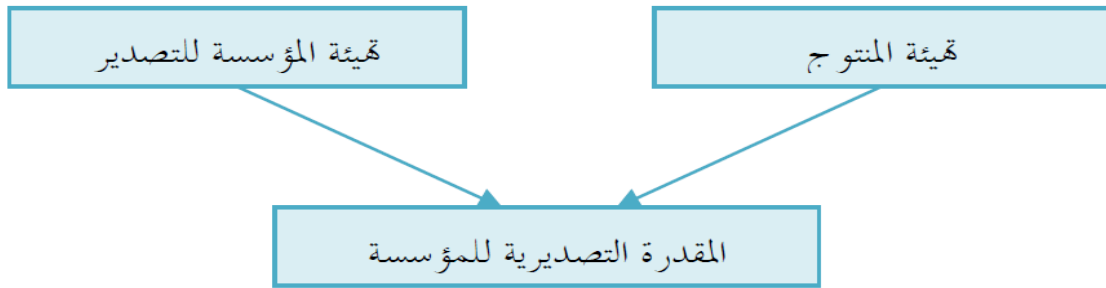 تهيئة المنتوج
تهيئة المؤسسة للتصدير
المقدرة التصديرية للمؤسسة